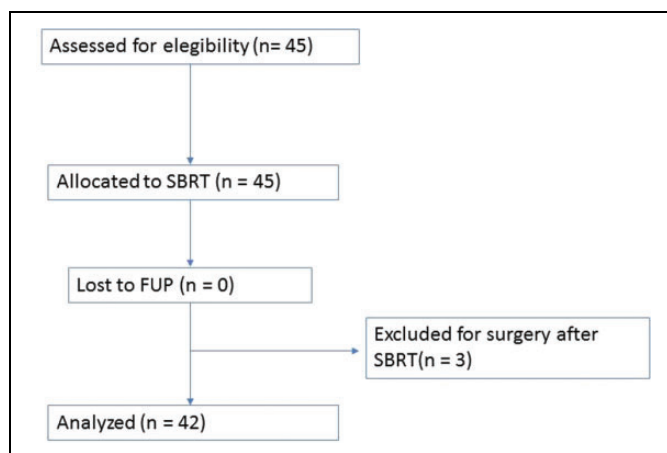 Assessed for elegibility (n= 45)
Allocated to SBRT (n = 45)
Lost to FUP (n = 0)
Excluded for surgery after
SBRT(n = 3)
Analyzed (n = 42)